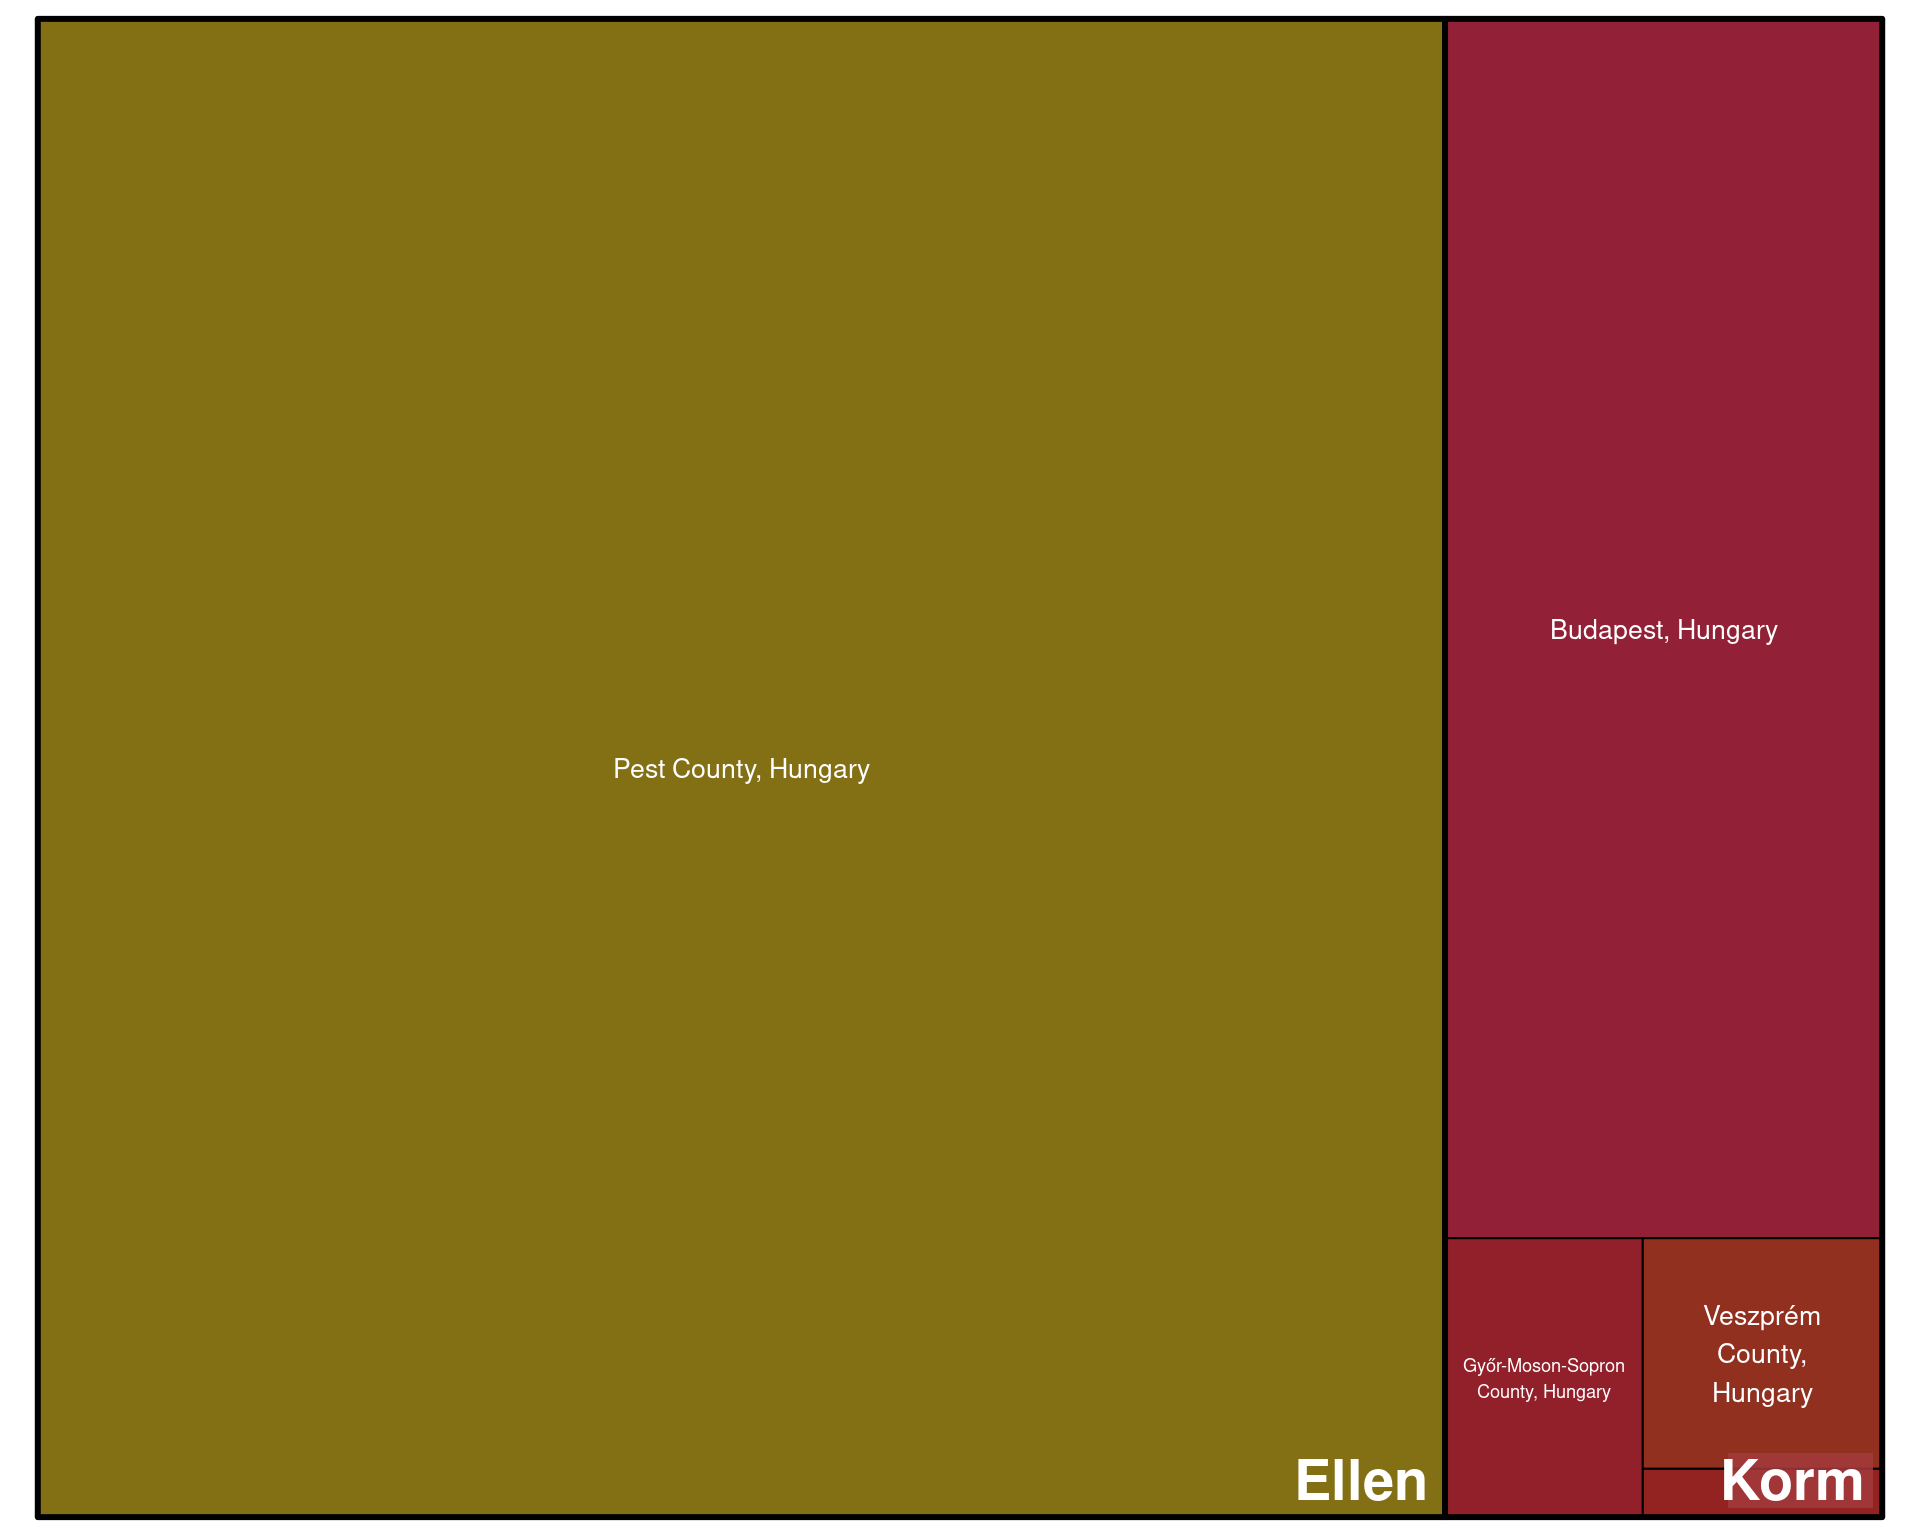 Budapest, Hungary
Pest County, Hungary
Veszprém
County,
Hungary
Győr-Moson-Sopron
County, Hungary
Ellen
Korm